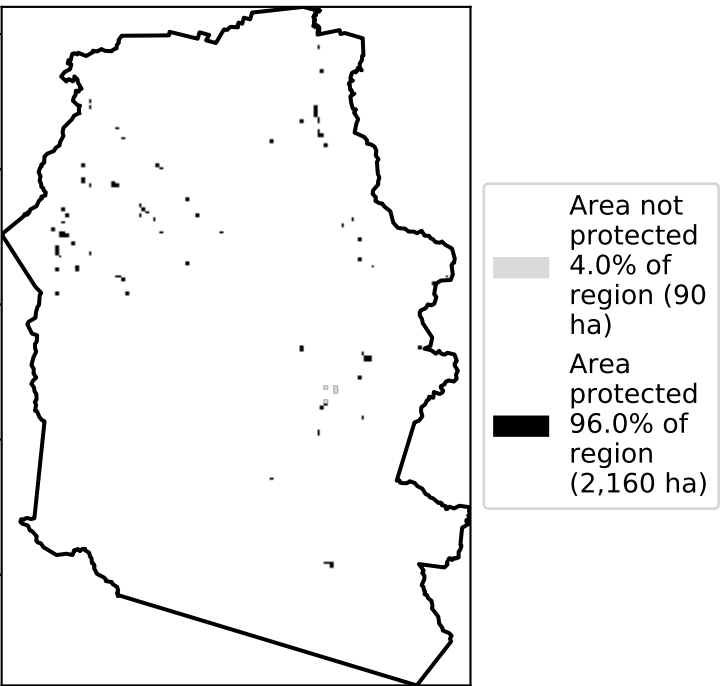 Area not
protected
4.0% of
region (90
ha)
Area
protected
96.0% of
region
(2,160 ha)